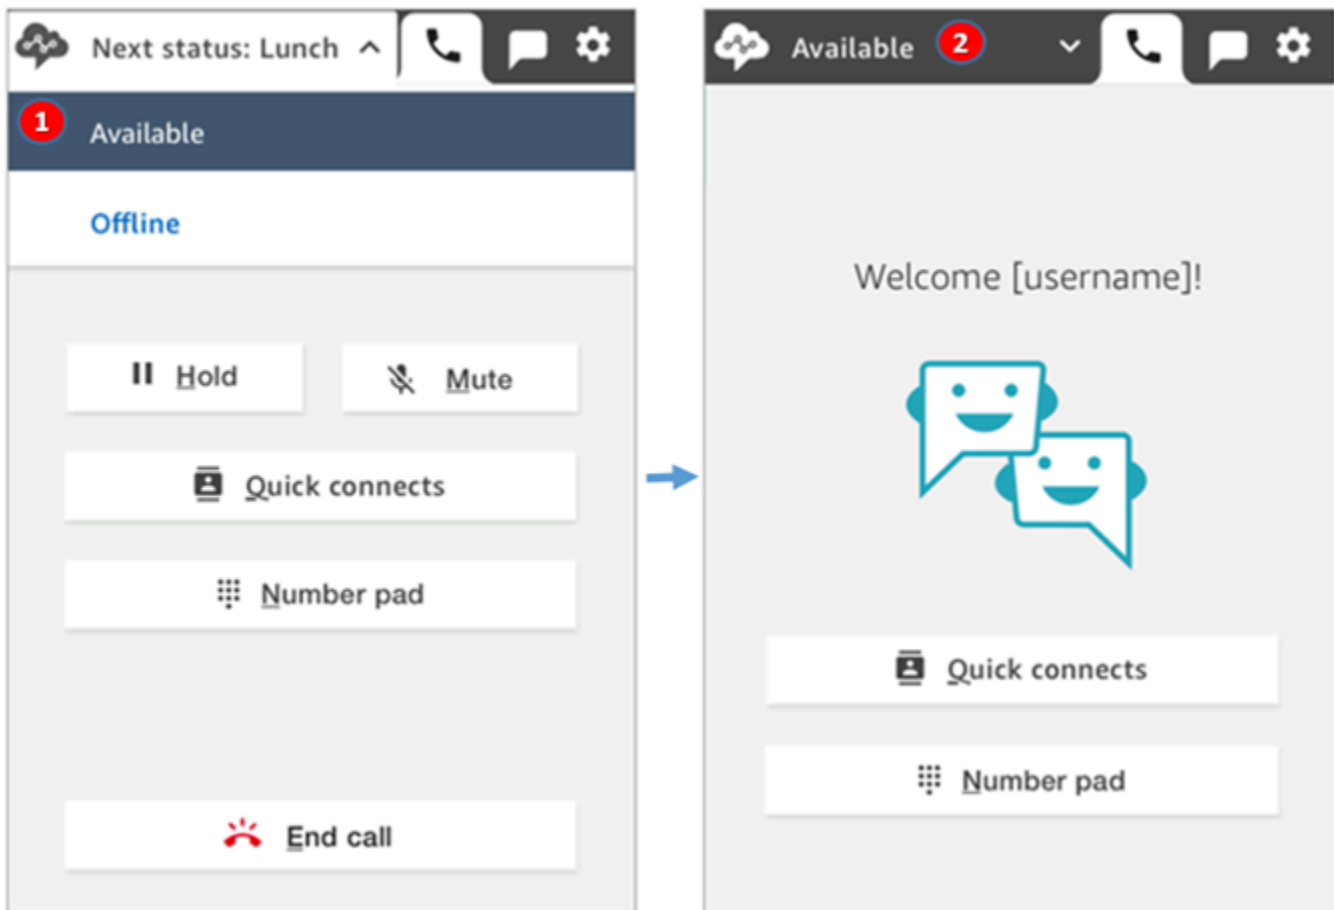 Next status: Lunch
1
Available
Offline
Hold
Mute
Quick connects
Number pad
End call
Available
2
Welcome [username]!
Quick connects
Number pad